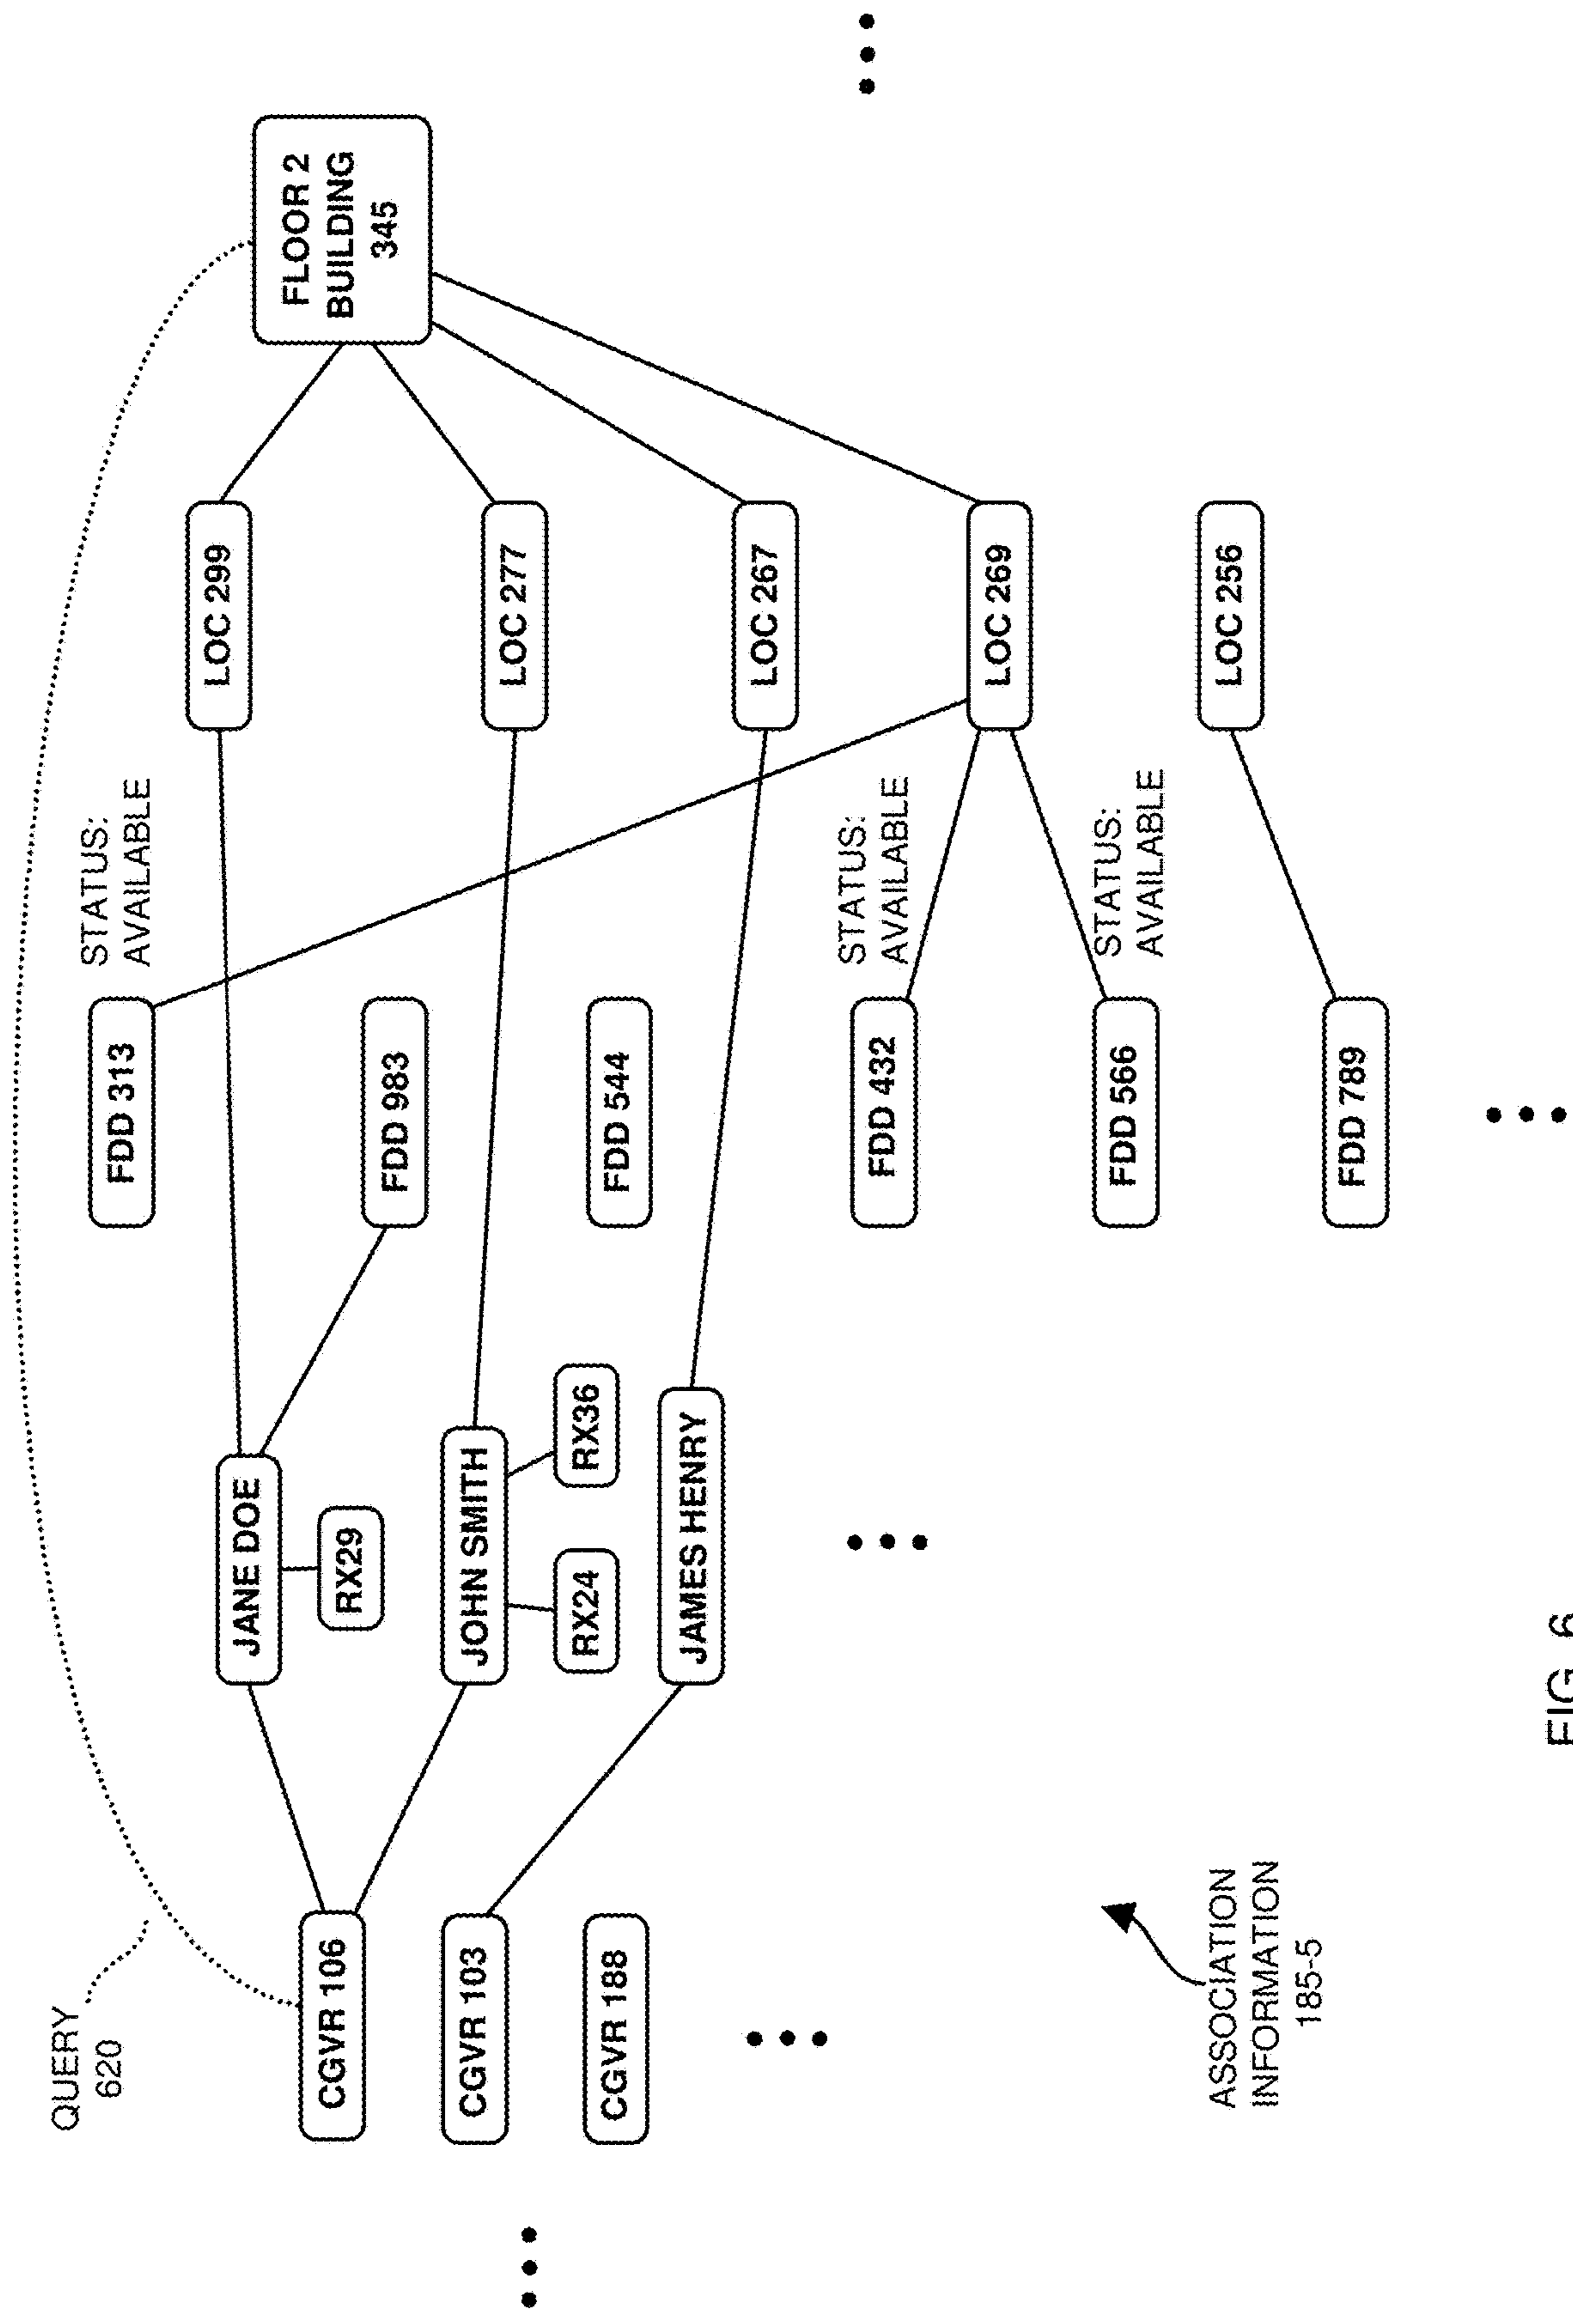 QUERY
620
CGVR 106
CGVR 103
CGVR 188
JANE DOE
RX29
JOHN SMITH
RX24
RX36
JAMES HENRY
FDD 313
STATUS:
AVAILABLE
FDD 983
FDD 544
FDD 432
STATUS:
AVAILABLE
FDD 566
STATUS:
AVAILABLE
FDD 789
LOC 299
LOC 277
LOC 267
LOC 269
LOC 256
FLOOR 2
BUILDING
345
ASSOCIATION
INFORMATION
185-5
FIG. 6